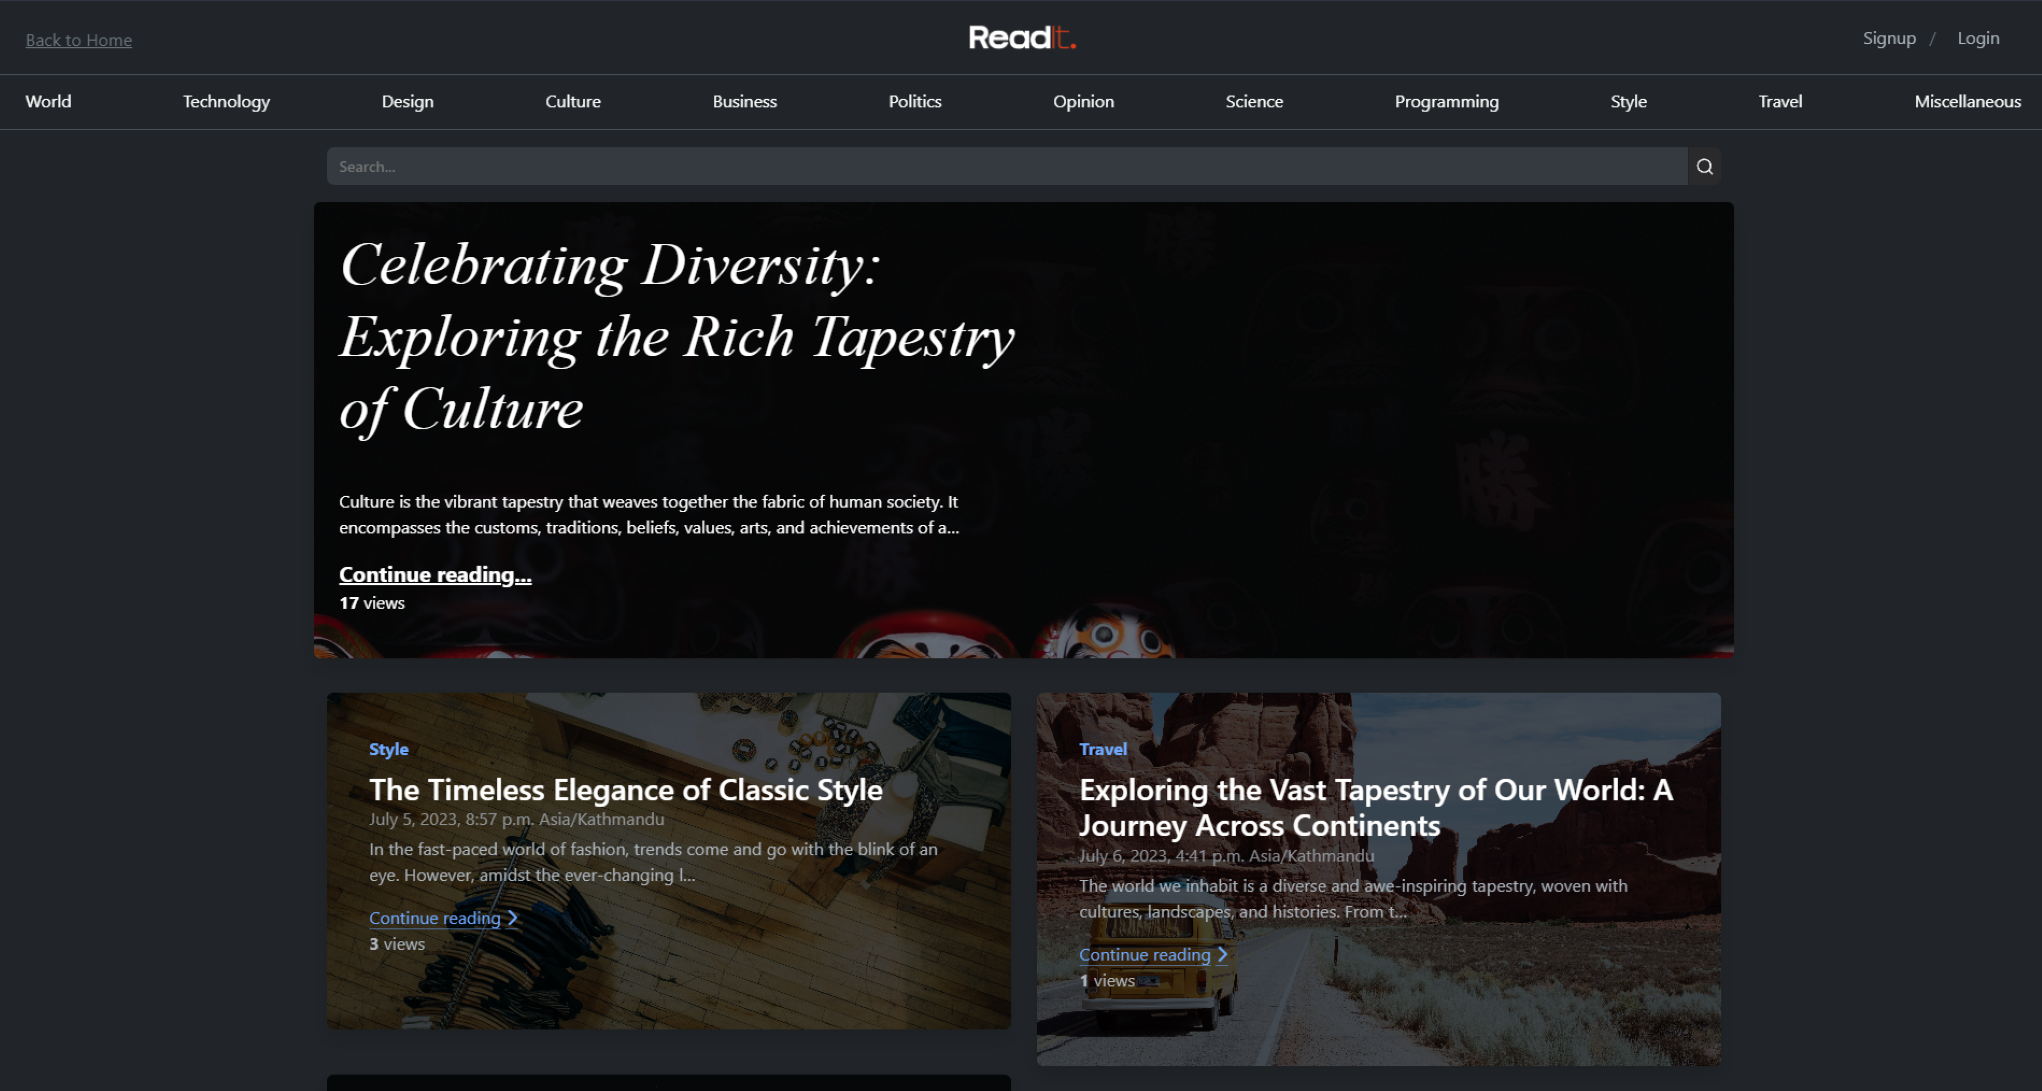 Back to Home
ReadIt.
Signup / Login
World Technology Design Culture Business Politics Opinion Science Programming Style Travel Miscellaneous
Search...
Celebrating Diversity:
Exploring the Rich Tapestry
of Culture
Culture is the vibrant tapestry that weaves together the fabric of human society. It
encompasses the customs, traditions, beliefs, values, arts, and achievements of a...
Continue reading...
17 views
勝
勝
勝
Style
The Timeless Elegance of Classic Style
July 5, 2023, 8:57 p.m. Asia/Kathmandu
In the fast-paced world of fashion, trends come and go with the blink of an
eye. However, amidst the ever-changing l...
Continue reading
3 views
Travel
Exploring the Vast Tapestry of Our World: A
Journey Across Continents
July 6, 2023, 4:41 p.m. Asia/Kathmandu
The world we inhabit is a diverse and awe-inspiring tapestry, woven with
cultures, landscapes, and histories. From t...
Continue reading
1 views